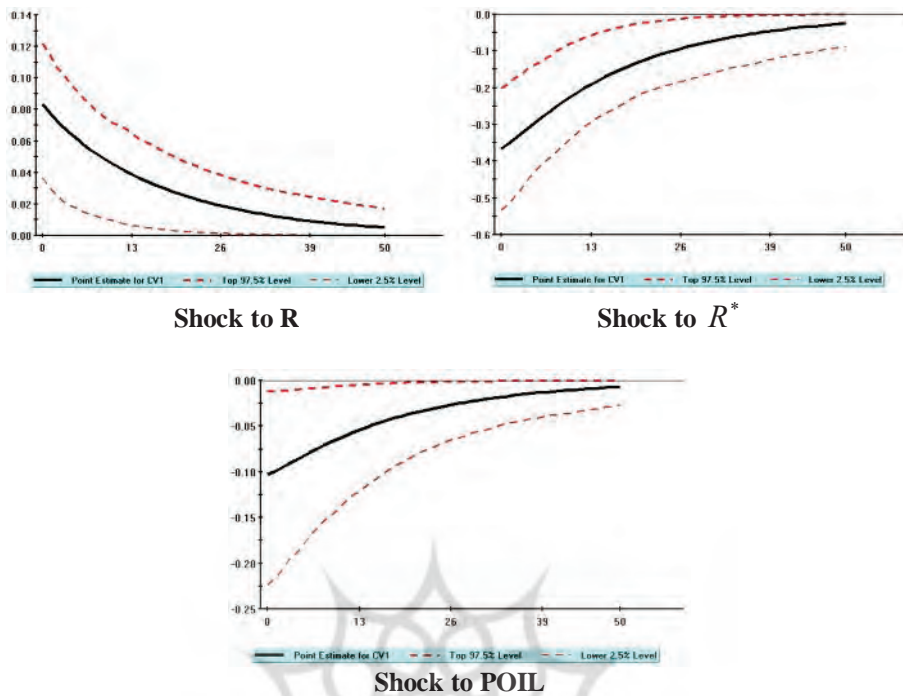 0.14
0.12
0.10
0.08
0.06
0.04
0.02
0.00
0 13 26 39 50
Point Estimate for CV1 Top 97.5% Level Lower 2.5% Level
Shock to R
0.0
-0.1
-0.2
-0.3
-0.4
-0.5
-0.6
0 13 26 39 50
Point Estimate for CV1 Top 97.5% Level Lower 2.5% Level
Shock to R*
0.00
-0.05
-0.10
-0.15
-0.20
-0.25
0 13 26 39 50
Point Estimate for CV1 Top 97.5% Level Lower 2.5% Level
Shock to POIL